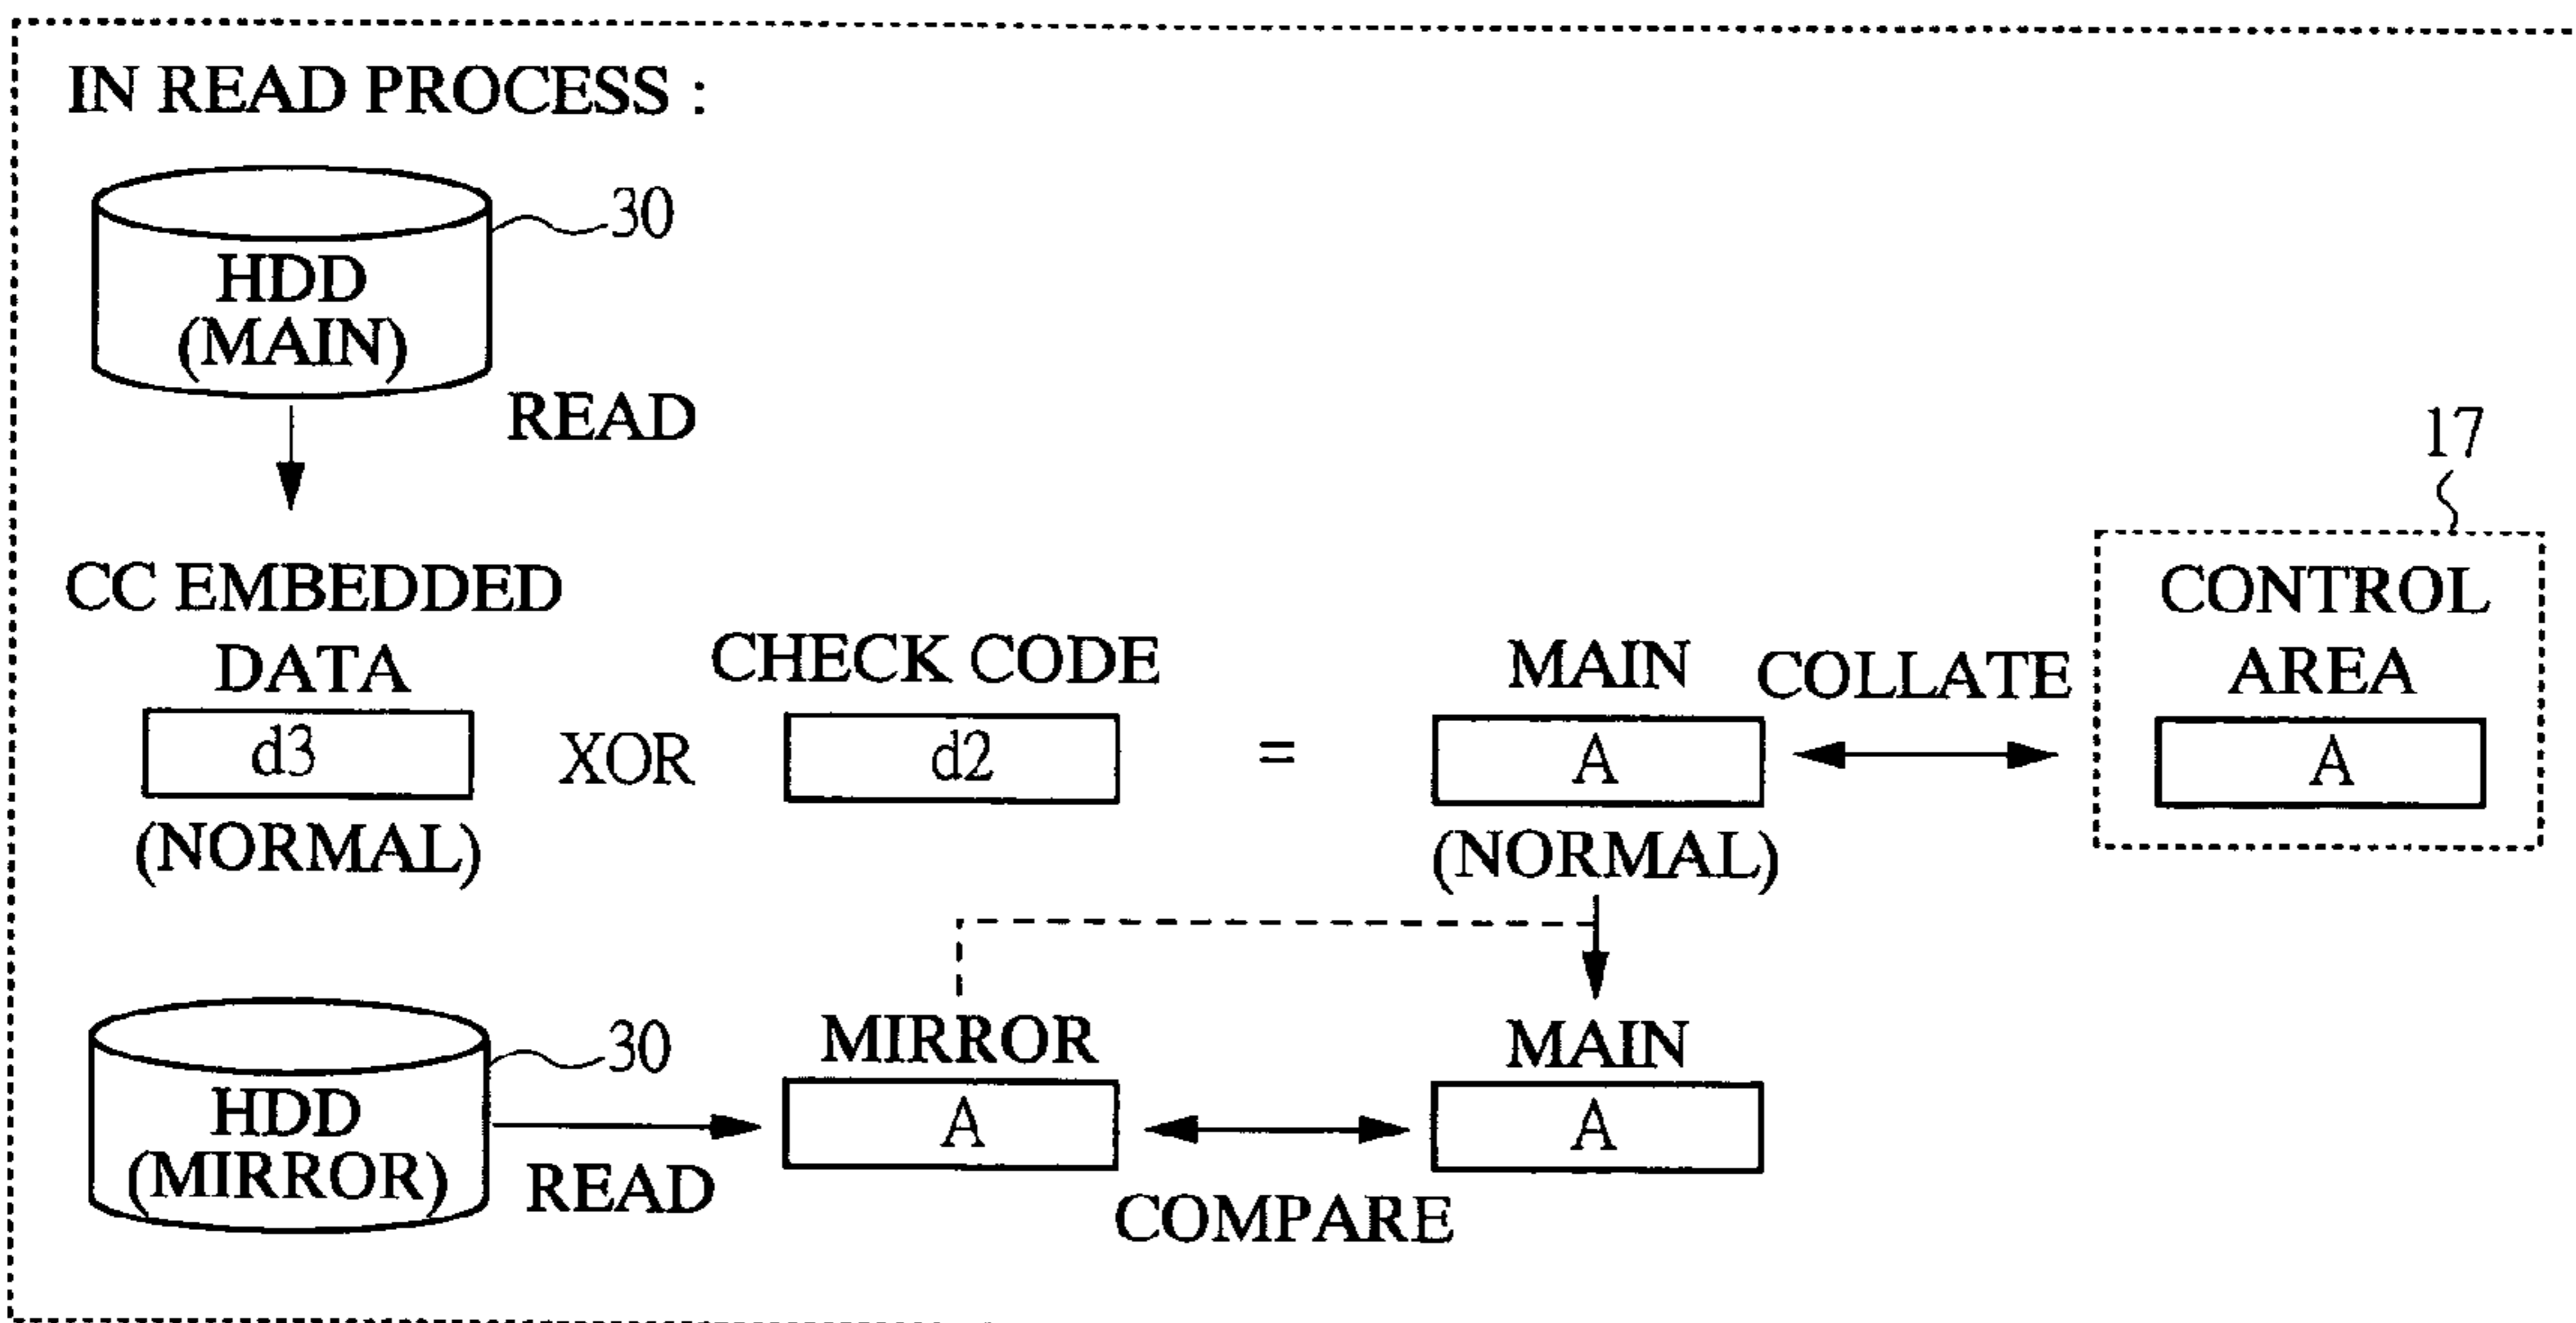 IN READ PROCESS :
30
HDD
(MAIN)
READ
17
CC EMBEDDED
DATA
d3
(NORMAL)
XOR
CHECK CODE
d2
=
MAIN
A
(NORMAL)
COLLATE
CONTROL
AREA
A
30
HDD
(MIRROR)
READ
MIRROR
A
COMPARE
MAIN
A